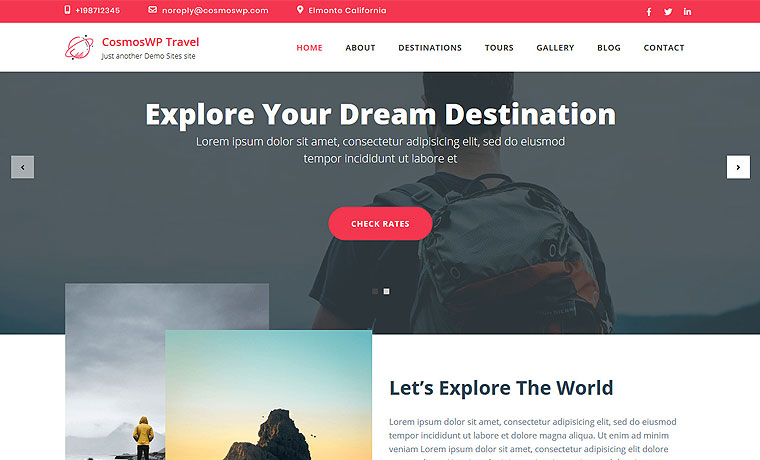 +198712345 noreply@cosmoswp.com Elmonte California
CosmosWP Travel
Just another Demo Sites site
HOME ABOUT DESTINATIONS TOURS GALLERY BLOG CONTACT
Explore Your Dream Destination
Lorem ipsum dolor sit amet, consectetur adipisicing elit, sed do eiusmod
tempor incididunt ut labore et
CHECK RATES
Let’s Explore The World
Lorem ipsum dolor sit amet, consectetur adipiscing elit, sed do eiusmod
tempor incididunt ut labore et dolore magna aliqua. Ut enim ad minim
veniam Lorem ipsum dolor sit amet, consectetur adipiscing elit, sed do